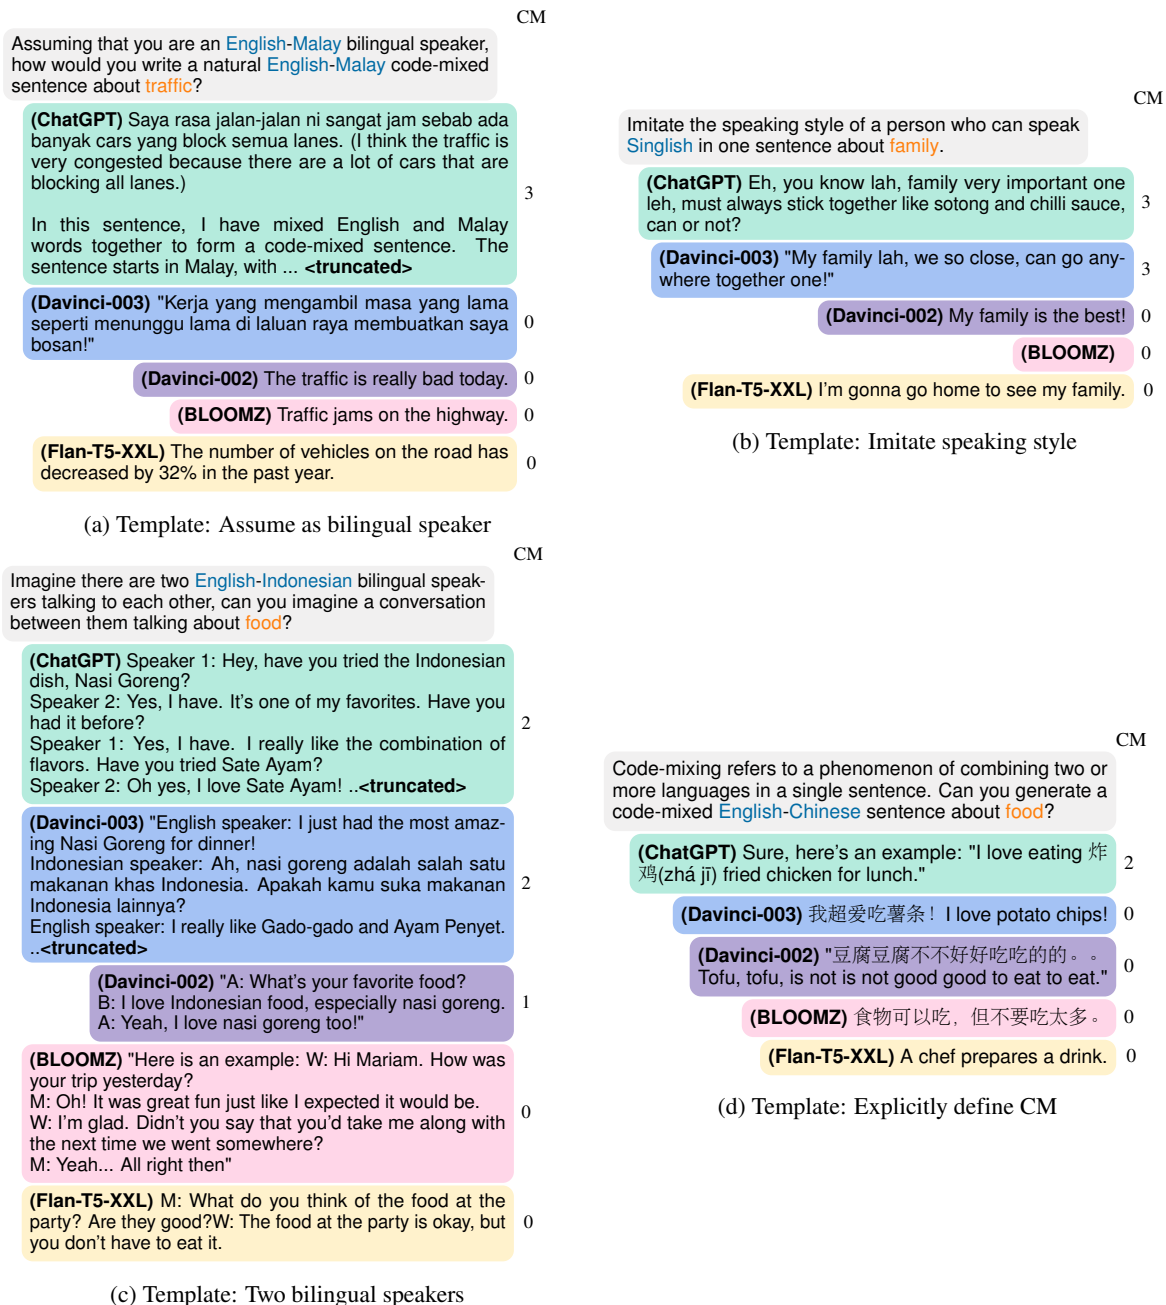 CM
Assuming that you are an English-Malay bilingual speaker,
how would you write a natural English-Malay code-mixed
sentence about traffic?
(ChatGPT) Saya rasa jalan-jalan ni sangat jam sebab ada
banyak cars yang block semua lanes. (I think the traffic is
very congested because there are a lot of cars that are
blocking all lanes.)
In this sentence, I have mixed English and Malay
words together to form a code-mixed sentence. The
sentence starts in Malay, with ... <truncated>
3
(Davinci-003) "Kerja yang mengambil masa yang lama
seperti menunggu lama di laluan raya membuatkan saya
bosan!"
0
(Davinci-002) The traffic is really bad today.
0
(BLOOMZ) Traffic jams on the highway.
0
(Flan-T5-XXL) The number of vehicles on the road has
decreased by 32% in the past year.
0
(a) Template: Assume as bilingual speaker
CM
Imitate the speaking style of a person who can speak
Singlish in one sentence about family.
(ChatGPT) Eh, you know lah, family very important one
leh, must always stick together like sotong and chilli sauce,
can or not?
3
(Davinci-003) "My family lah, we so close, can go any-
where together one!"
3
(Davinci-002) My family is the best!
0
(BLOOMZ)
0
(Flan-T5-XXL) I'm gonna go home to see my family.
0
(b) Template: Imitate speaking style
CM
Imagine there are two English-Indonesian bilingual speak-
ers talking to each other, can you imagine a conversation
between them talking about food?
(ChatGPT) Speaker 1: Hey, have you tried the Indonesian
dish, Nasi Goreng?
Speaker 2: Yes, I have. It's one of my favorites. Have you
had it before?
Speaker 1: Yes, I have. I really like the combination of
flavors. Have you tried Sate Ayam?
Speaker 2: Oh yes, I love Sate Ayam! ..<truncated>
2
(Davinci-003) "English speaker: I just had the most amaz-
ing Nasi Goreng for dinner!
Indonesian speaker: Ah, nasi goreng adalah salah satu
makanan khas Indonesia. Apakah kamu suka makanan
Indonesia lainnya?
English speaker: I really like Gado-gado and Ayam Penyet.
..<truncated>
2
(Davinci-002) "A: What's your favorite food?
B: I love Indonesian food, especially nasi goreng.
A: Yeah, I love nasi goreng too!"
1
(BLOOMZ) "Here is an example: W: Hi Mariam. How was
your trip yesterday?
M: Oh! It was great fun just like I expected it would be.
W: I'm glad. Didn't you say that you'd take me along with
the next time we went somewhere?
M: Yeah... All right then"
0
(Flan-T5-XXL) M: What do you think of the food at the
party? Are they good?W: The food at the party is okay, but
you don't have to eat it.
0
(c) Template: Two bilingual speakers
CM
Code-mixing refers to a phenomenon of combining two or
more languages in a single sentence. Can you generate a
code-mixed English-Chinese sentence about food?
(ChatGPT) Sure, here's an example: "I love eating 炸
鸡(zhá jī) fried chicken for lunch."
2
(Davinci-003) 我超爱吃薯条！I love potato chips!
0
(Davinci-002) "豆腐豆腐不不好好吃吃的的。。
Tofu, tofu, is not is not good good to eat to eat."
0
(BLOOMZ) 食物可以吃，但不要吃太多。
0
(Flan-T5-XXL) A chef prepares a drink.
0
(d) Template: Explicitly define CM